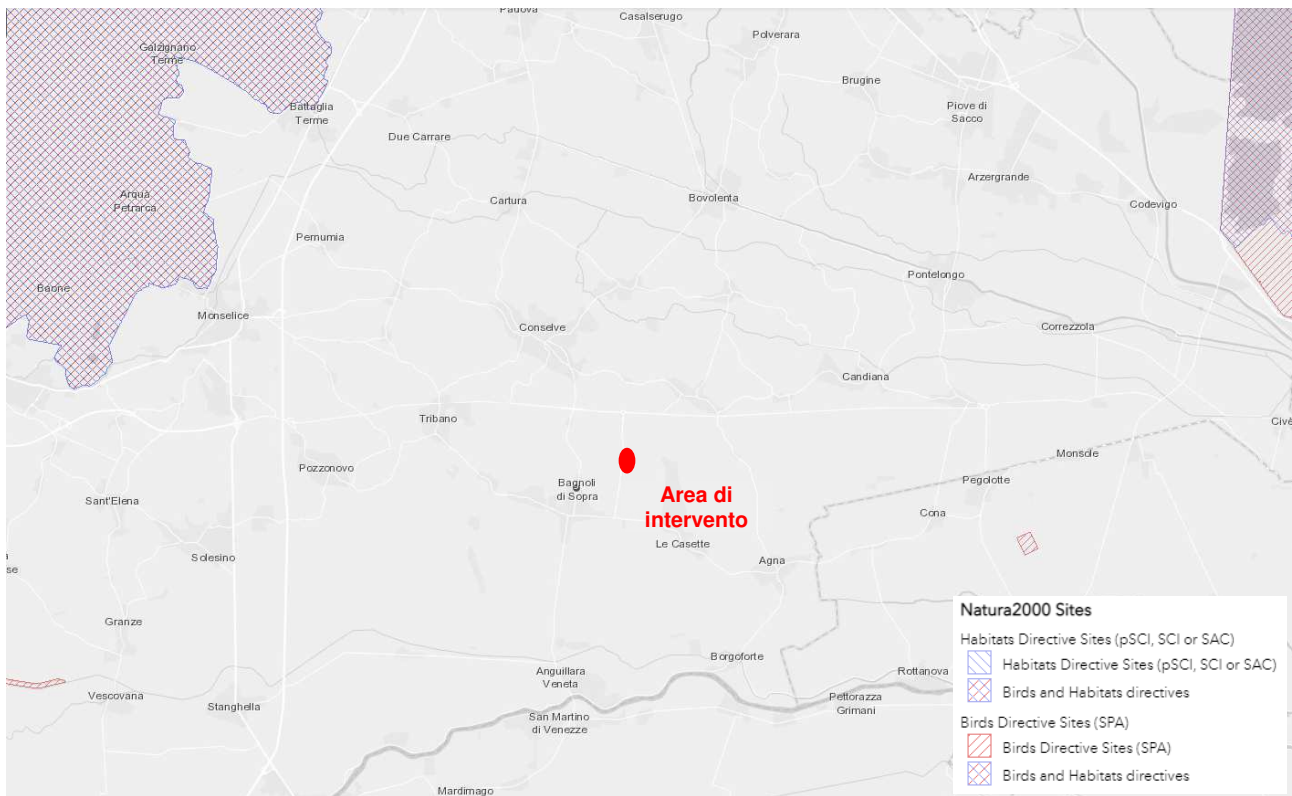 Padova
Casalserugo
Polverara
Galzignano
Terme
Brugine
Battaglia
Terme
Piove di
Sacco
Due Carrare
Arzergrande
Arquà
Petrarca
Cartura
Bovolenta
Codevigo
Pernumia
Pontelongo
Baone
Monselice
Conselve
Correzzola
Candiana
Tribano
Civè
Monsole
Pozzonovo
Bagnoli
di Sopra
Pegolotte
Area di
intervento
Sant'Elena
Cona
Le Casette
Solesino
Agna
se
Granze
Borgoforte
Anguillara
Veneta
Rottanova
Vescovana
Stanghella
Pettorazza
Grimani
San Martino
di Venezze
Mardimago
Natura2000 Sites
Habitats Directive Sites (pSCI, SCI or SAC)
Habitats Directive Sites (pSCI, SCI or SAC)
Birds and Habitats directives
Birds Directive Sites (SPA)
Birds Directive Sites (SPA)
Birds and Habitats directives